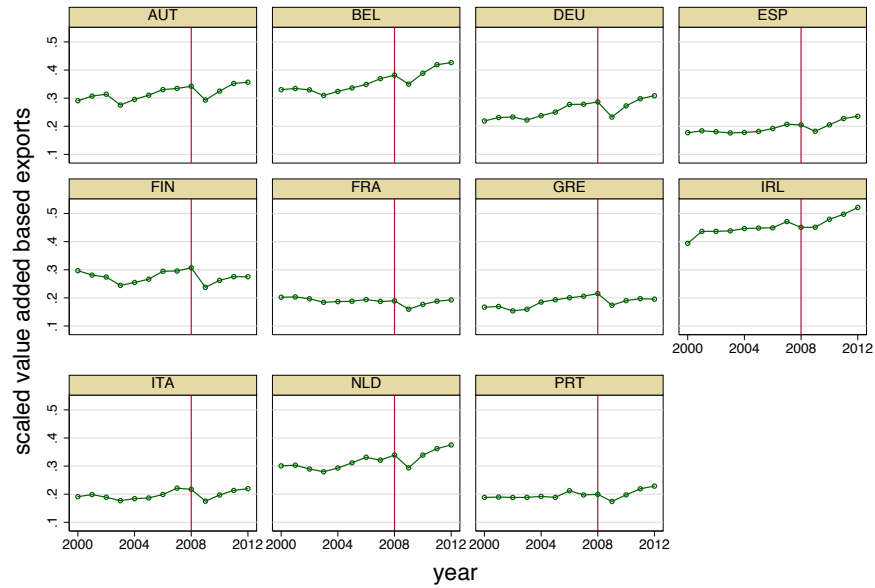 scaled value added based exports
AUT BEL DEU ESP
.5
.4
.3
.2
.1
FIN FRA GRE IRL
.5
.4
.3
.2
.1
2000 2004 2008 2012
ITA NLD PRT
.5
.4
.3
.2
.1
2000 2004 2008 2012 2000 2004 2008 2012 2000 2004 2008 2012
year